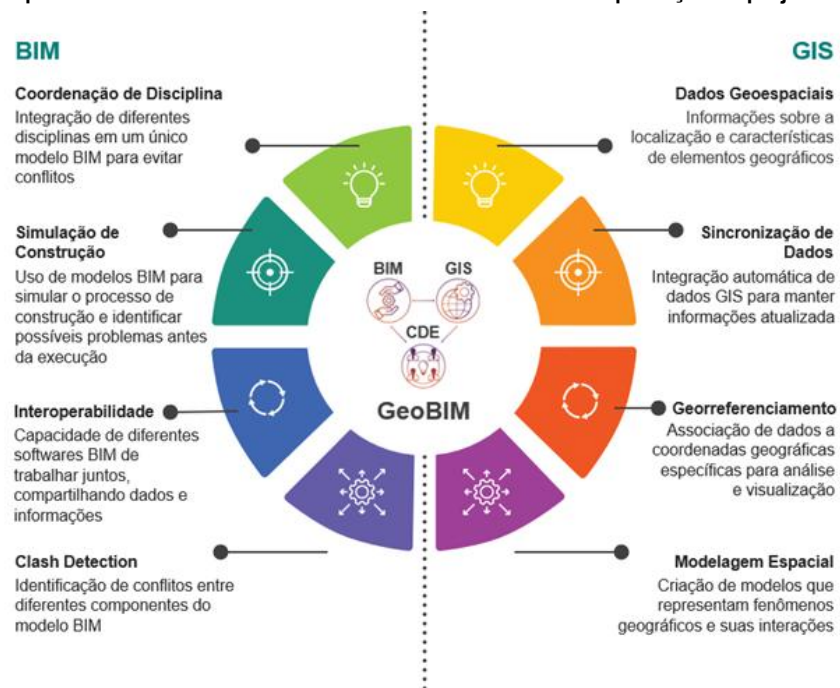 BIM
Coordenação de Disciplina
Integração de diferentes
disciplinas em um único
modelo BIM para evitar
conflitos
Simulação de
Construção
Uso de modelos BIM para
simular o processo de
construção e identificar
possíveis problemas antes
da execução
Interoperabilidade
Capacidade de diferentes
softwares BIM de
trabalhar juntos,
compartilhando dados e
informações
Clash Detection
Identificação de conflitos entre
diferentes componentes do
modelo BIM
BIM
GIS
CDE
GeoBIM
GIS
Dados Geoespaciais
Informações sobre a
localização e características
de elementos geográficos
Sincronização de
Dados
Integração automática de
dados GIS para manter
informações atualizada
Georreferenciamento
Associação de dados a
coordenadas geográficas
específicas para análise
e visualização
Modelagem Espacial
Criação de modelos que
representam fenômenos
geográficos e suas interações